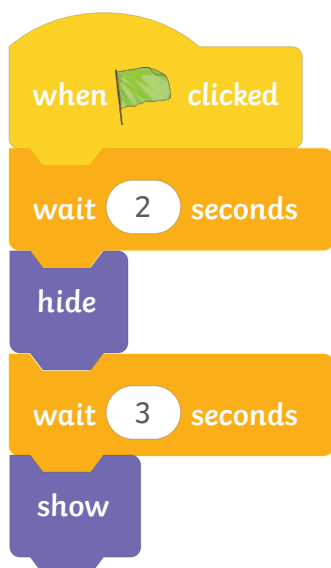 when clicked
wait 2 seconds
hide
wait 3 seconds
show